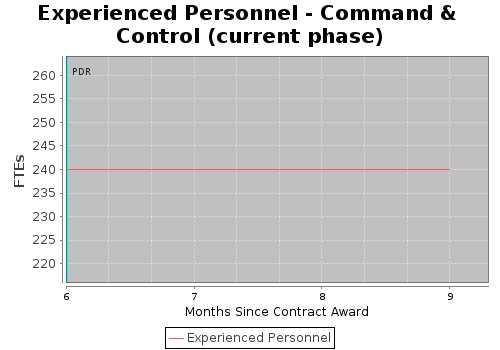 Experienced Personnel - Command &
Control (current phase)
PDR
260
255
250
245
240
235
230
225
220
FTEs
6 7 8 9
Months Since Contract Award
Experienced Personnel